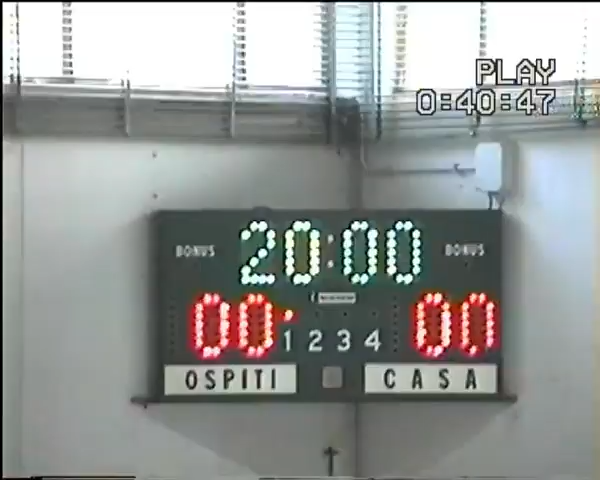 PLAY
0:40:47
BONUS 20:00 BONUS
00 1 2 3 4 00
OSPITI CASA